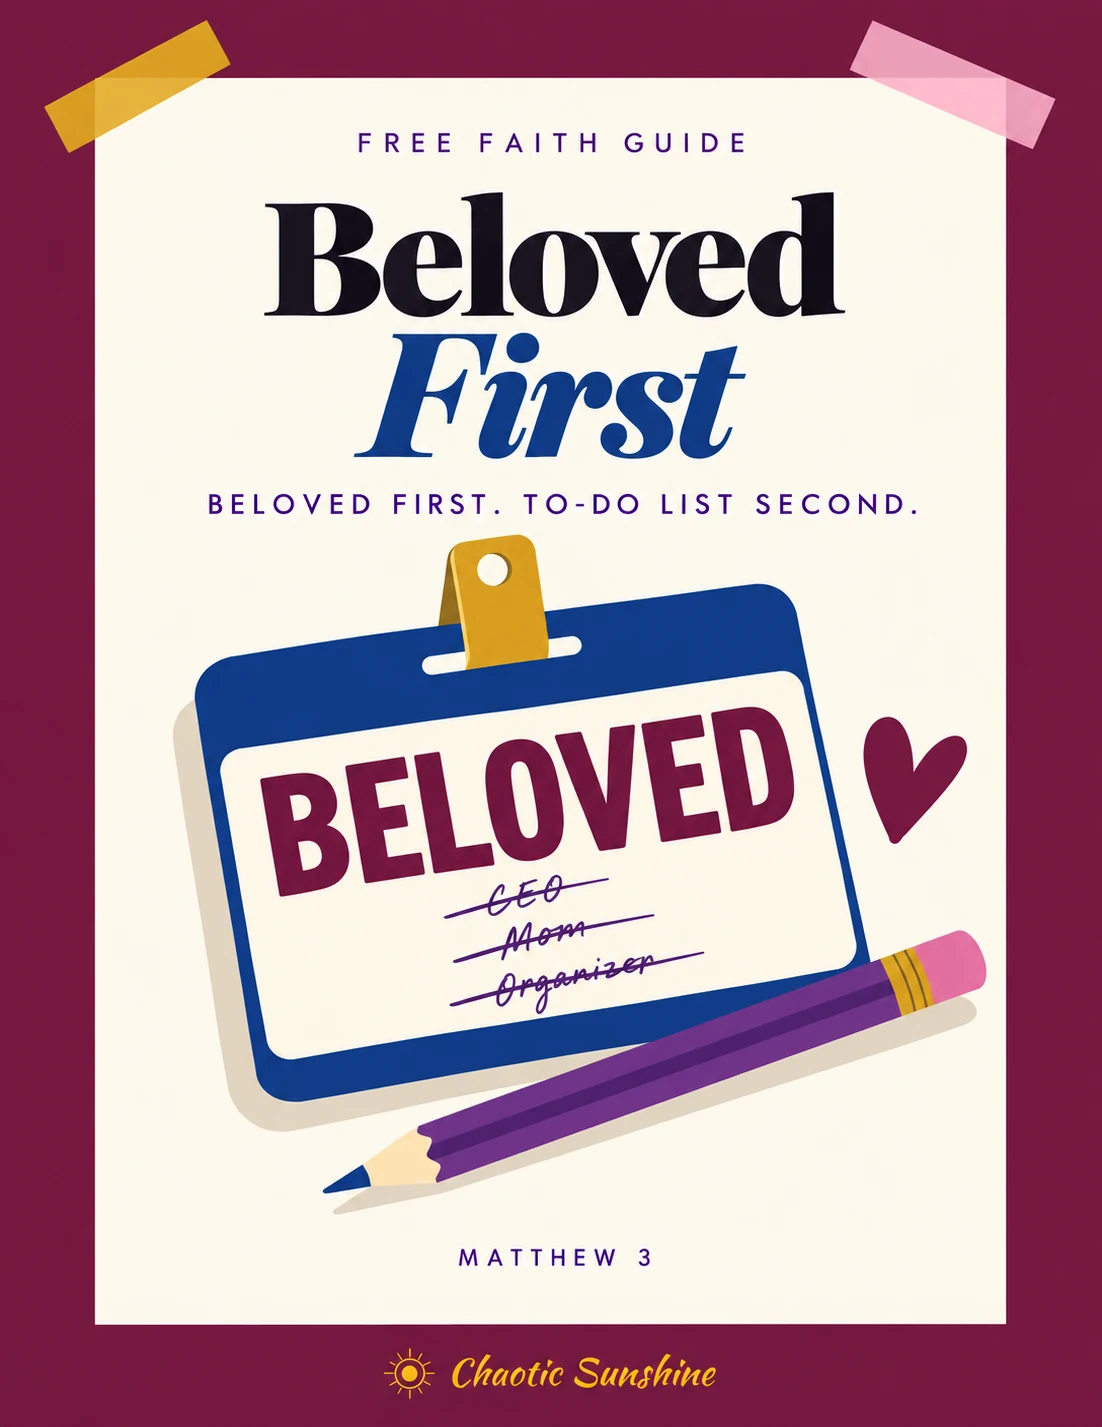 FREE FAITH GUIDE
Beloved
First
BELOVED FIRST. TO-DO LIST SECOND.
BELOVED
CEO
Mom
Organizer
MATTHEW 3
Chaotic Sunshine